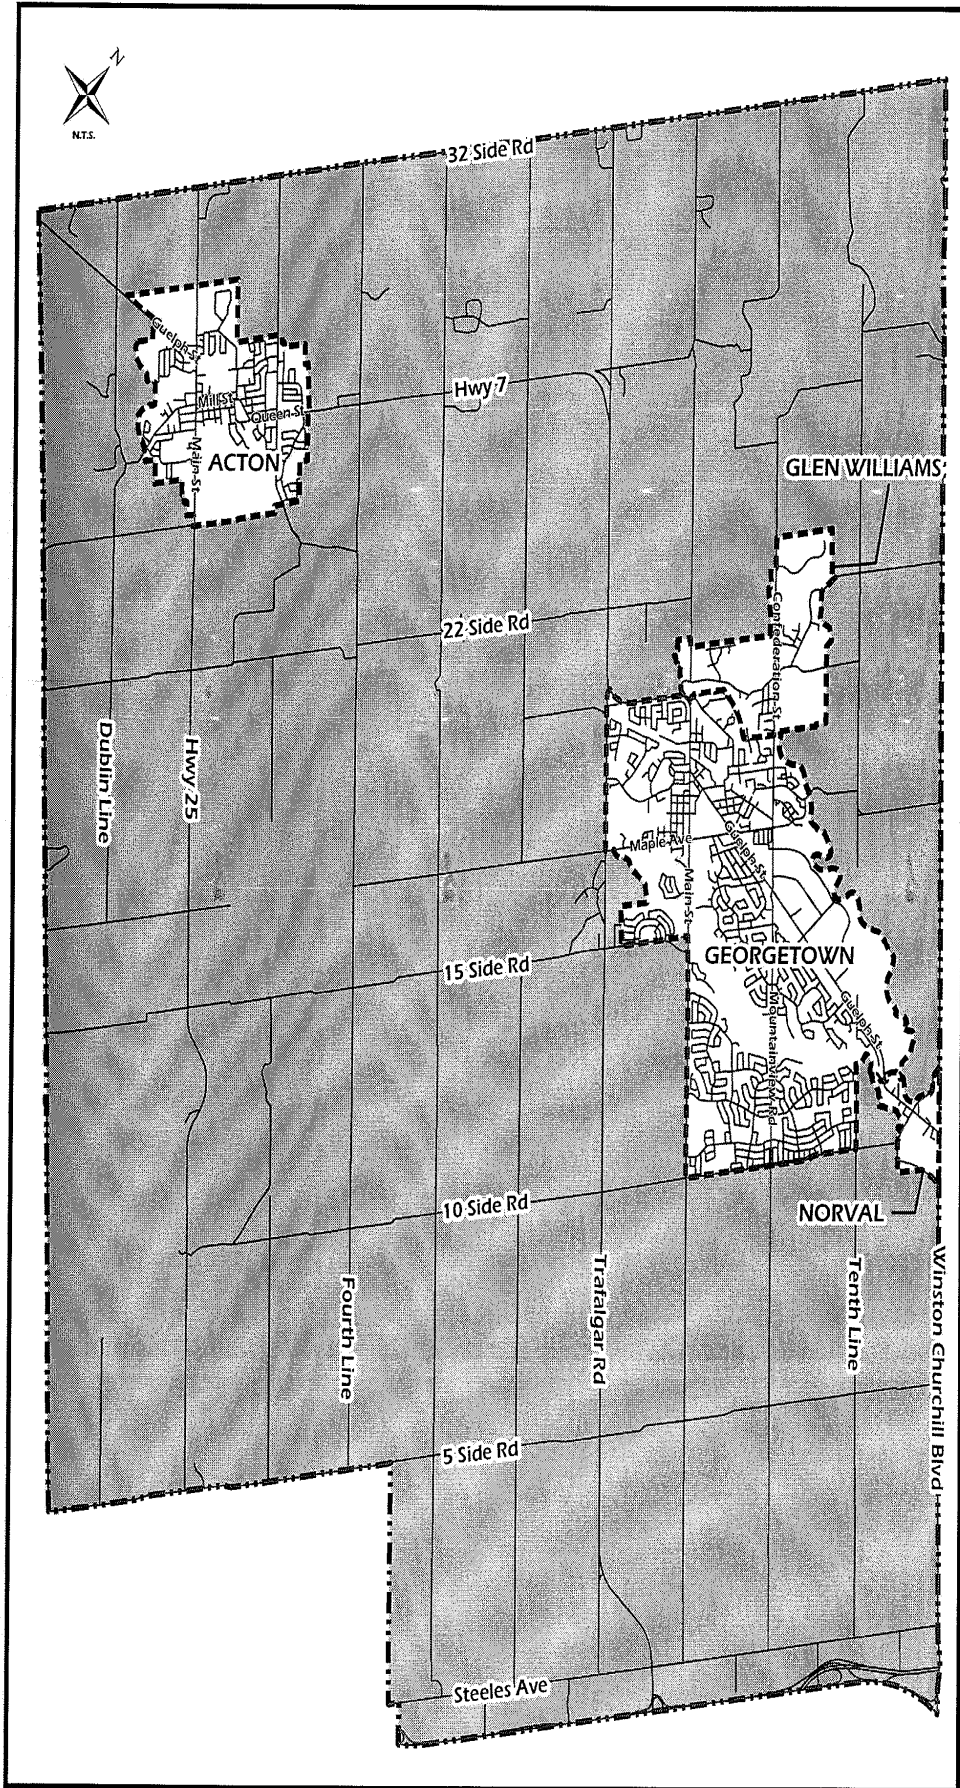 N
N.T.S.
32 Side Rd
Guelph St
Hwy 7
Mill St
Queen St
Main St
ACTON
GLEN WILLIAMS
Confederation St
22 Side Rd
Dublin Line
Hwy 25
Maple Ave
Guelph St
Main St
GEORGETOWN
15 Side Rd
Mountainview Rd
Guelph St
10 Side Rd
NORVAL
Fourth Line
Trafalgar Rd
Tenth Line
Winston Churchill Blvd
5 Side Rd
Steeles Ave